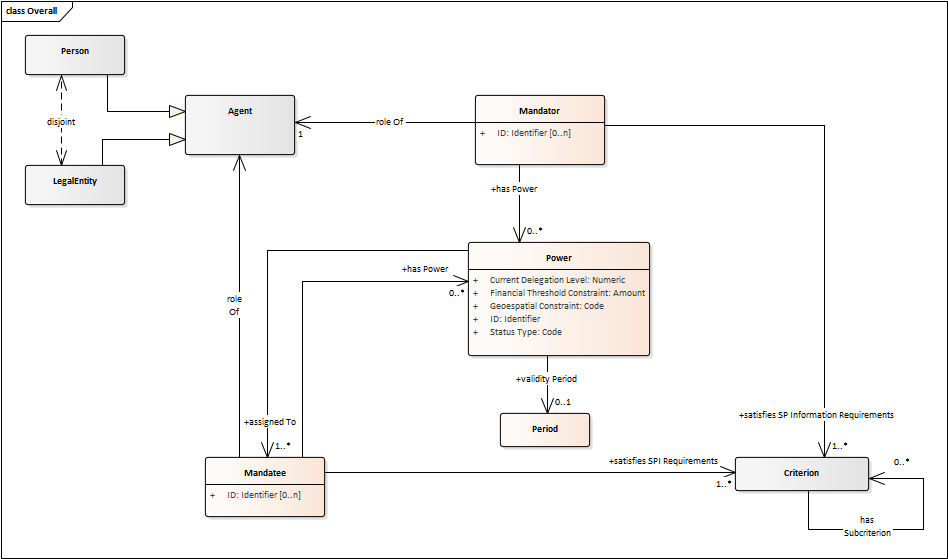 class Overall
Person
disjoint
LegalEntity
Agent
1
role Of
Mandator
+ ID: Identifier [0..n]
+has Power
0..*
Power
+ Current Delegation Level: Numeric
+ Financial Threshold Constraint: Amount
+ Geospatial Constraint: Code
+ ID: Identifier
+ Status Type: Code
+has Power
0..*
role
Of
+validity Period
0..1
Period
+assigned To
1..*
Mandatee
+ ID: Identifier [0..n]
+satisfies SP Information Requirements
1..*
+satisfies SPI Requirements
1..*
Criterion
0..*
has
Subcriterion